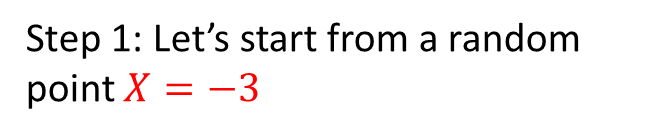 Step 1: Let’s start from a random
point X = −3